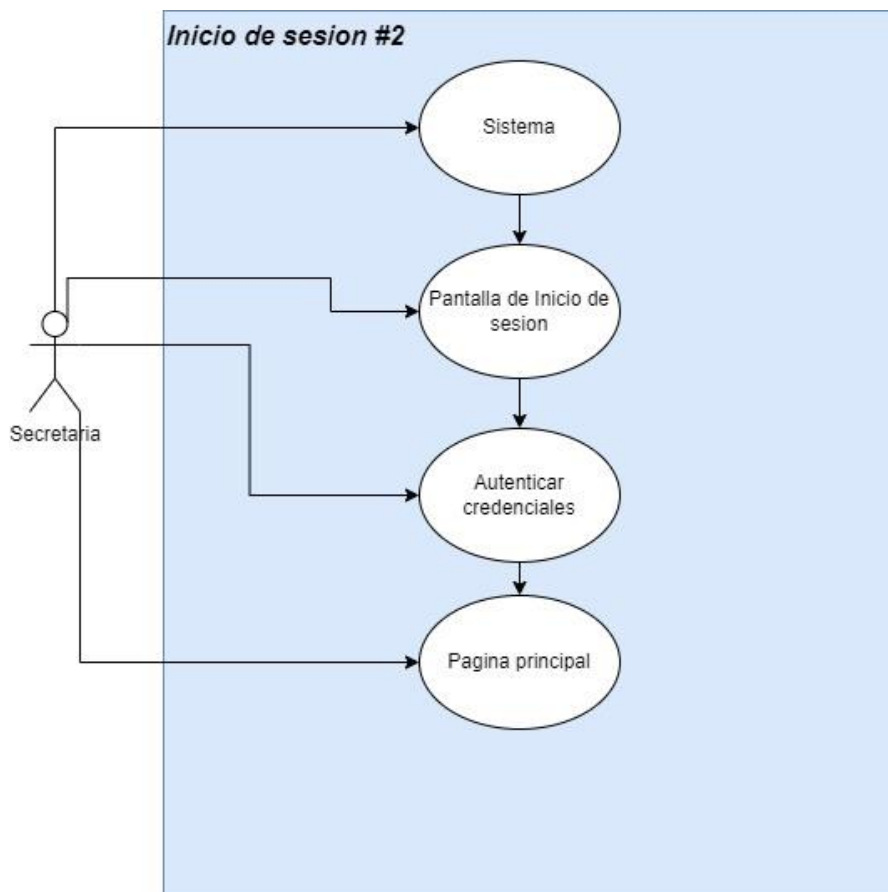 Inicio de sesion #2
Sistema
Pantalla de Inicio de
sesion
Secretaria
Autenticar
credenciales
Pagina principal